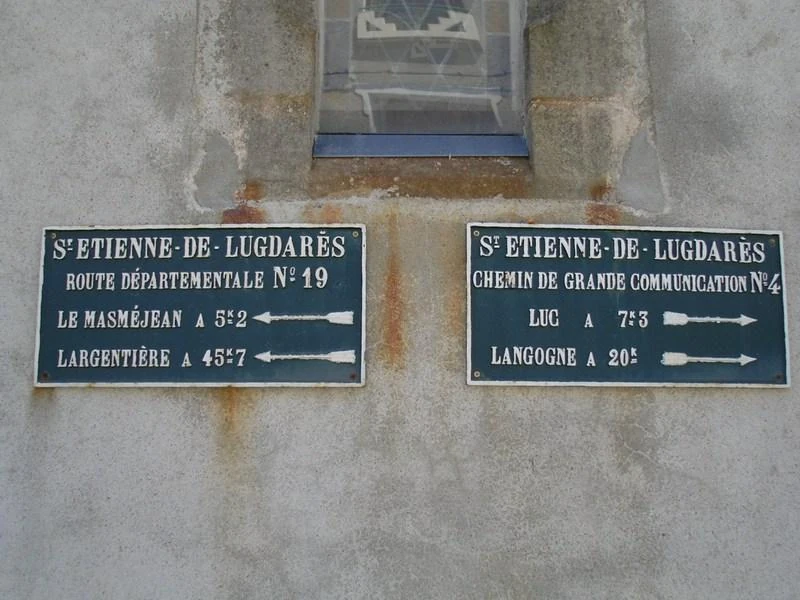 ST ETIENNE-DE-LUGDARÈS
ROUTE DÉPARTEMENTALE No 19
LE MASMÉJEAN A 5K2
LARGENTIÈRE A 45K7
ST ETIENNE-DE-LUGDARÈS
CHEMIN DE GRANDE COMMUNICATION No 4
LUC A 7K3
LANGOGNE A 20K